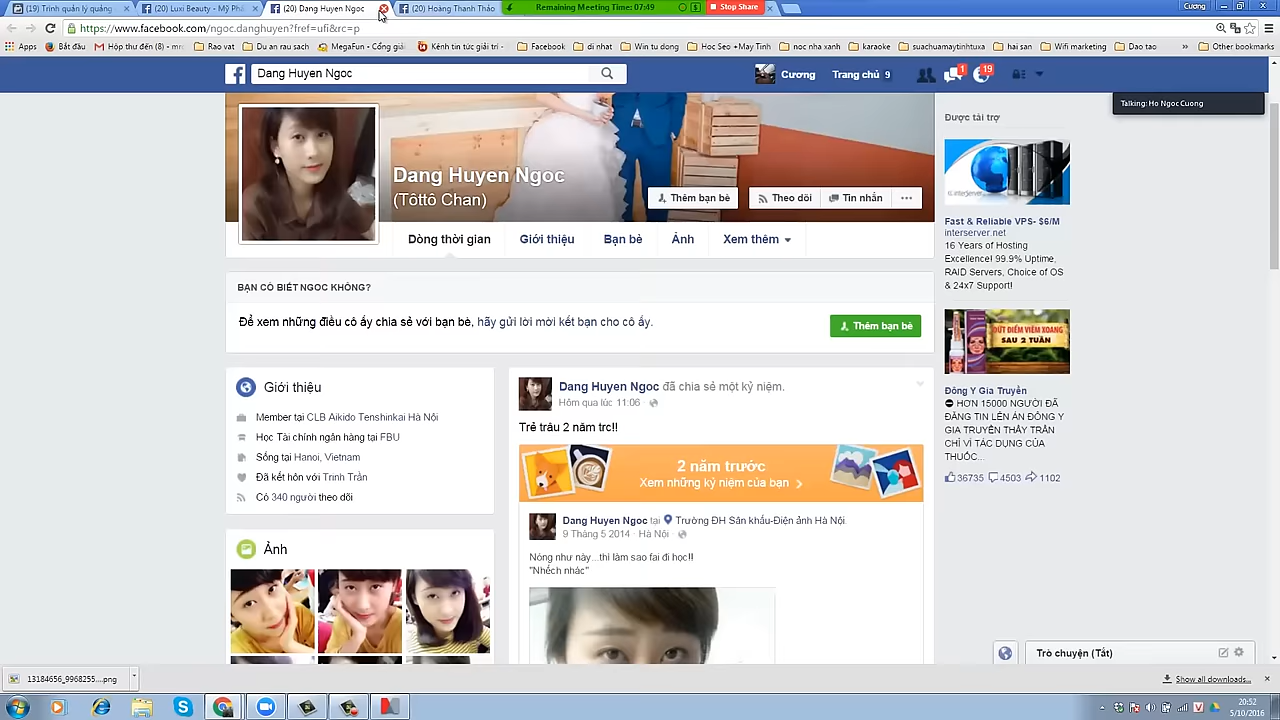 (19) Trình quản lý quảng
(20) Luxi Beauty - Mỹ Phẩ
(20) Dang Huyen Ngoc
(20) Hoàng Thanh Thảo
Remaining Meeting Time: 07:49
Stop Share
Cương
https://www.facebook.com/ngoc.danghuyen?fref=ufi&rc=p
Apps
Bắt đầu
Hộp thư đến (8) - mrc
Rao vat
Du an rau sach
MegaFun - Cổng giải
Kênh tin tức giải trí -
Facebook
di nhat
Win tu dong
Hoc Seo +May Tinh
noc nha xanh
karaoke
suachuamaytinhtuxa
hai san
Wifi marketing
Dao tao
»
Other bookmarks
Dang Huyen Ngoc
Cương
Trang chủ 9
1
19
Talking: Ho Ngoc Cuong
Dang Huyen Ngoc
(Tôttô Chan)
Thêm bạn bè
Theo dõi
Tin nhắn
Dòng thời gian
Giới thiệu
Bạn bè
Ảnh
Xem thêm
BẠN CÓ BIẾT NGOC KHÔNG?
Để xem những điều cô ấy chia sẻ với bạn bè, hãy gửi lời mời kết bạn cho cô ấy.
Thêm bạn bè
Giới thiệu
Member tại CLB Aikido Tenshinkai Hà Nội
Học Tài chính ngân hàng tại FBU
Sống tại Hanoi, Vietnam
Đã kết hôn với Trinh Trần
Có 340 người theo dõi
Ảnh
Dang Huyen Ngoc đã chia sẻ một kỷ niệm.
Hôm qua lúc 11:06
Trẻ trâu 2 năm trc!!
2 năm trước
Xem những kỷ niệm của bạn
Dang Huyen Ngoc tại Trường ĐH Sân khấu-Điện ảnh Hà Nội.
9 Tháng 5 2014 · Hà Nội ·
Nóng như này...thì làm sao fai đi học!!
"Nhếch nhác"
Được tài trợ
interserver
Fast & Reliable VPS- $6/M
interserver.net
16 Years of Hosting
Excellence! 99.9% Uptime,
RAID Servers, Choice of OS
& 24x7 Support!
DỨT ĐIỂM VIÊM XOANG
SAU 2 TUẦN
Đông Y Gia Truyền
HƠN 15000 NGƯỜI ĐÃ
ĐĂNG TIN LÊN ÁN ĐÔNG Y
GIA TRUYỀN THẦY TRẦN
CHỈ VÌ TÁC DỤNG CỦA
THUỐC...
36735 4503 1102
Trò chuyện (Tắt)
13184656_9968255....png
Show all downloads...
20:52
5/10/2016